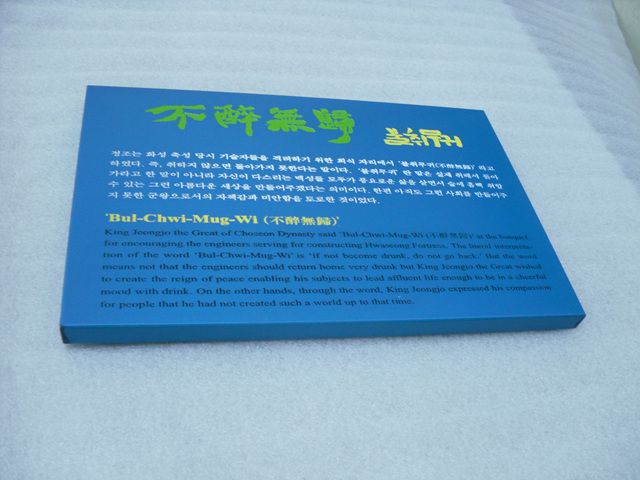 不醉無歸 불취무귀
정조는 화성 축성 당시 기술자들을 격려하기 위한 회식 자리에서 '불취무귀(不醉無歸)'라고
하였다. 즉, 취하지 않으면 돌아가지 못한다는 말이다. '불취무귀'란 말은 실제 취해서 돌아
가라고 한 말이 아니라 자신이 다스리는 백성들 모두가 풍요로운 삶을 살면서 술에 흠뻑 취할
수 있는 그런 아름다운 세상을 만들어주겠다는 의미이다. 한편 아직도 그런 사회를 만들어주
지 못한 군왕으로서의 자책감과 미안함을 토로한 것이었다.
'Bul-Chwi-Mug-Wi (不醉無歸)'
King Jeongjo the Great of Choseon Dynasty said 'Bul-Chwi-Mug-Wi (不醉無歸)' at the banquet
for encouraging the engineers serving for constructing Hwaseong Fortress. The literal interpreta-
tion of the word 'Bul-Chwi-Mug-Wi' is 'if not become drunk, do not go back.' But the word
means not that the engineers should return home very drunk but King Jeongjo the Great wished
to create the reign of peace enabling his subjects to lead affluent life enough to be in a cheerful
mood with drink. On the other hands, through the word, King Jeongjo expressed his compassion
for people that he had not created such a world up to that time.